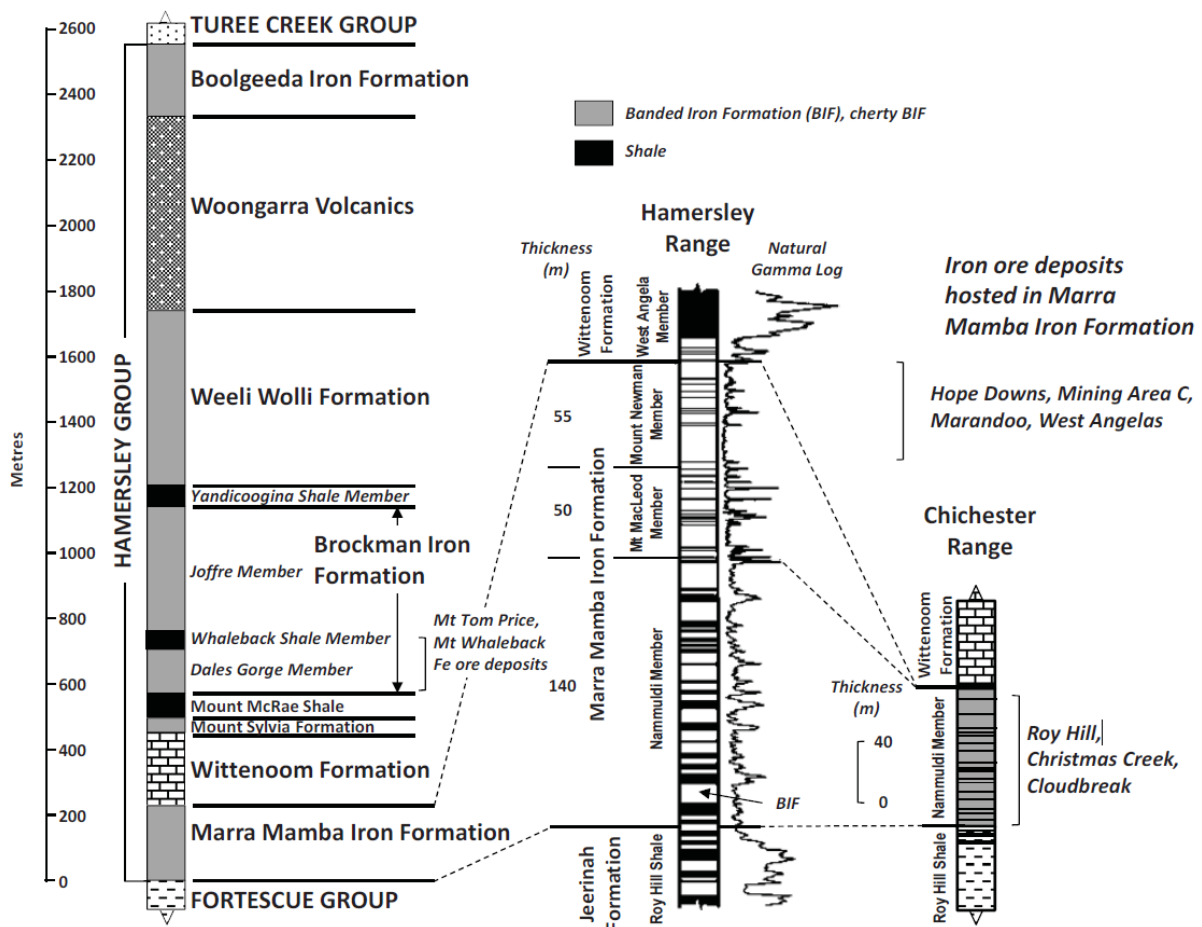 TUREE CREEK GROUP
2600
Boolgeeda Iron Formation
2400
2200
Woongarra Volcanics
2000
1800
1600
Weeli Wolli Formation
1400
1200
Yandicoogina Shale Member
1000
Brockman Iron
Formation
Joffre Member
800
Whaleback Shale Member
Dales Gorge Member
600
Mount McRae Shale
Mount Sylvia Formation
400
Wittenoom Formation
200
Marra Mamba Iron Formation
0
FORTESCUE GROUP
Metres
HAMERSLEY GROUP
Mt Tom Price,
Mt Whaleback
Fe ore deposits
Banded Iron Formation (BIF), cherty BIF
Shale
Hamersley
Range
Thickness
(m)
Natural
Gamma Log
Wittenoom
Formation
West Angela
Member
55
Mount Newman
Member
50
Mt MacLeod
Member
140
Marra Mamba Iron Formation
Nammuldi Member
BIF
Jeerinah
Formation
Roy Hill Shale
Iron ore deposits
hosted in Marra
Mamba Iron Formation
Hope Downs, Mining Area C,
Marandoo, West Angelas
Chichester
Range
Thickness
(m)
40
0
Wittenoom
Formation
Nammuldi Member
Roy Hill Shale
Roy Hill,
Christmas Creek,
Cloudbreak